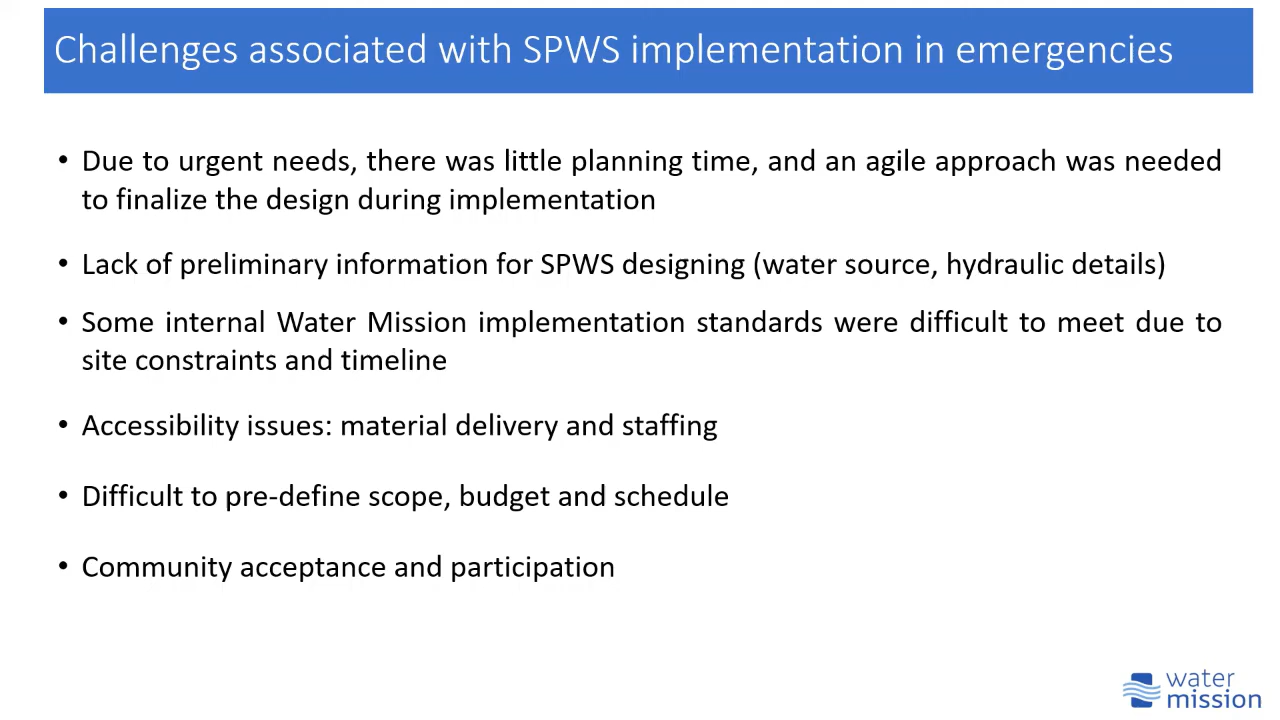 Challenges associated with SPWS implementation in emergencies
• Due to urgent needs, there was little planning time, and an agile approach was needed
to finalize the design during implementation
• Lack of preliminary information for SPWS designing (water source, hydraulic details)
• Some internal Water Mission implementation standards were difficult to meet due to
site constraints and timeline
• Accessibility issues: material delivery and staffing
• Difficult to pre-define scope, budget and schedule
• Community acceptance and participation
water
mission